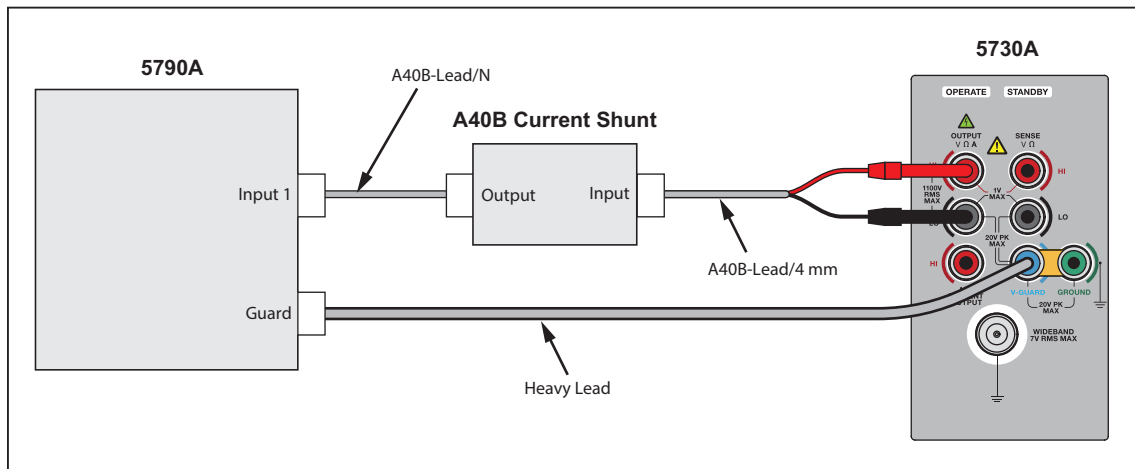 5790A
A40B-Lead/N
A40B Current Shunt
5730A
Input 1
Output
Input
A40B-Lead/4 mm
Guard
Heavy Lead
OPERATE
STANDBY
OUTPUT
V Ω A
SENSE
V Ω
HI
1100V
RMS
MAX
1V
MAX
LO
20V PK
MAX
HI
V-GUARD
GROUND
20V PK
MAX
WIDEBAND
7V RMS MAX